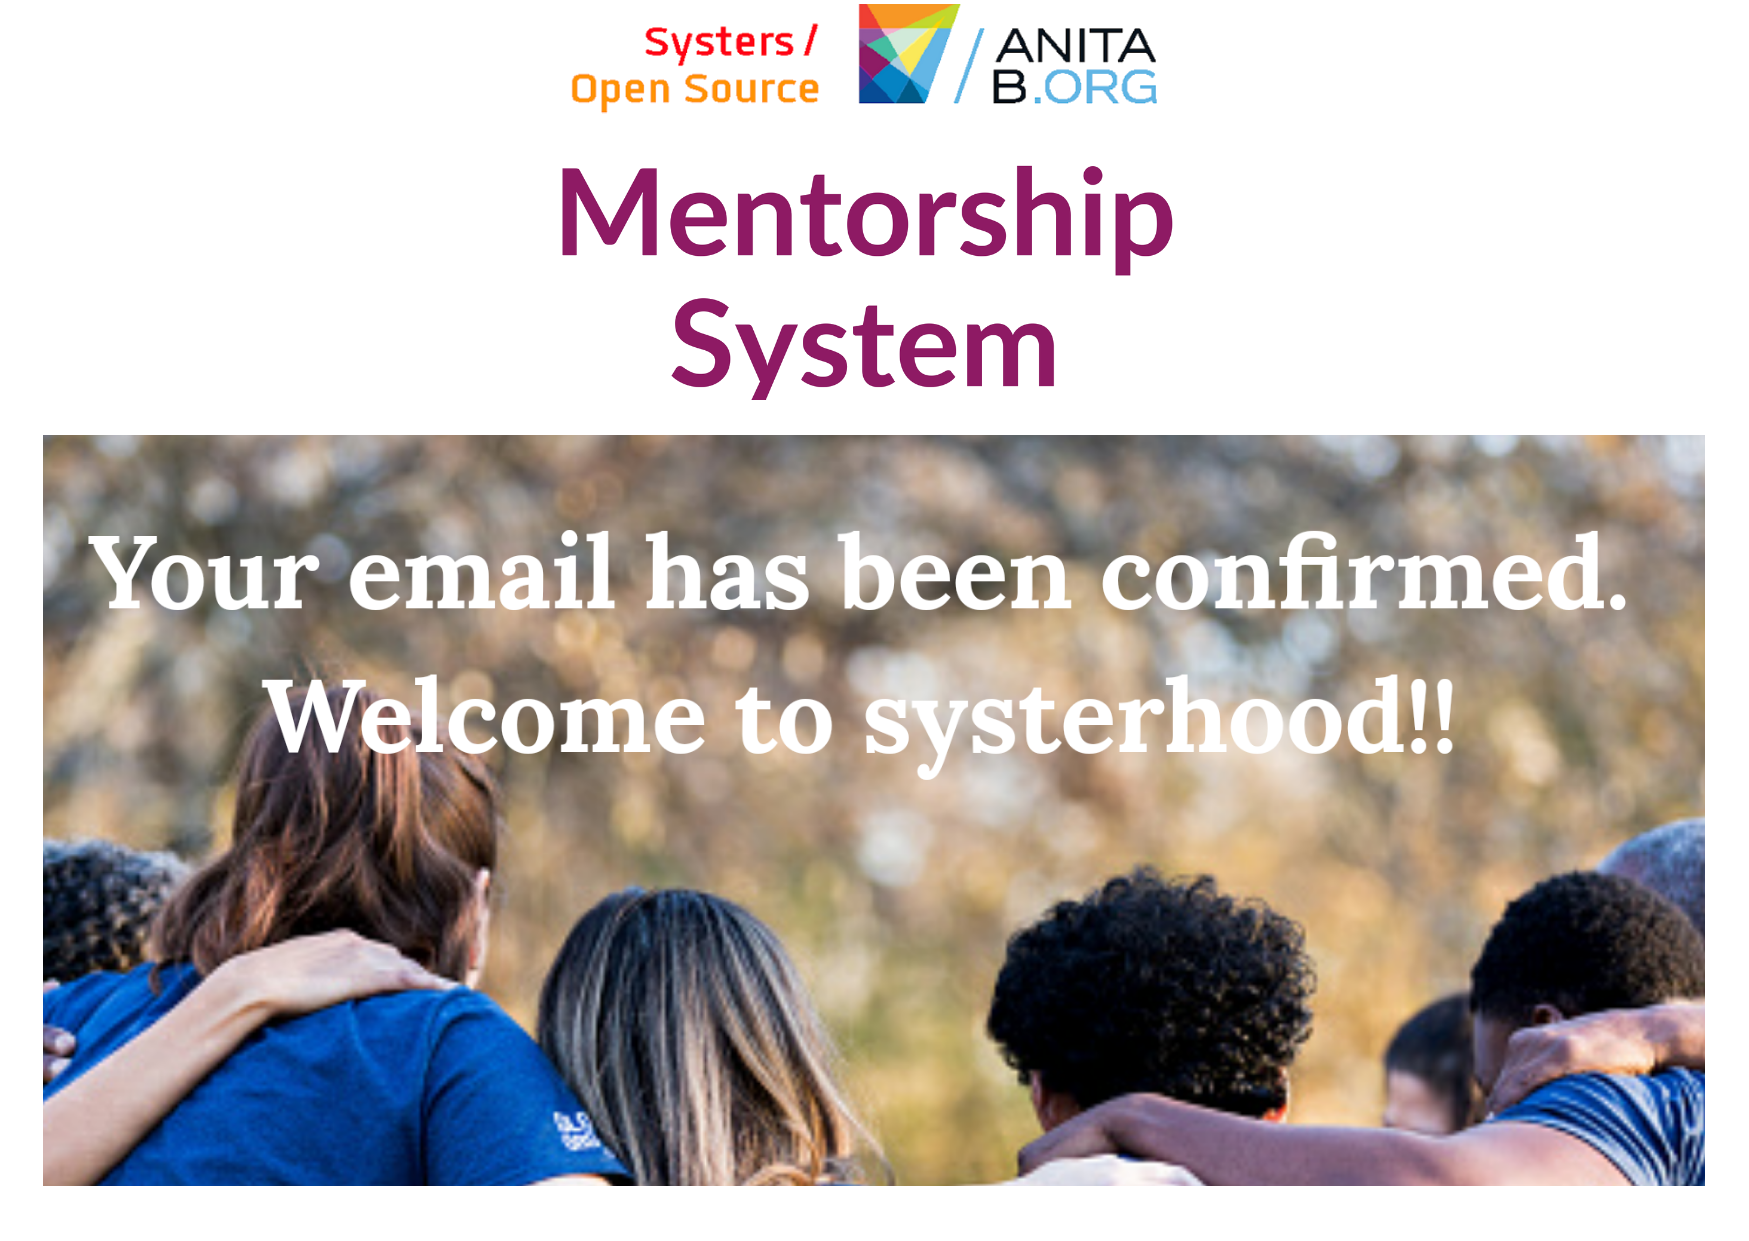 Systers /
Open Source
/ ANITA
B.ORG
Mentorship
System
Your email has been confirmed.
Welcome to systerhood!!